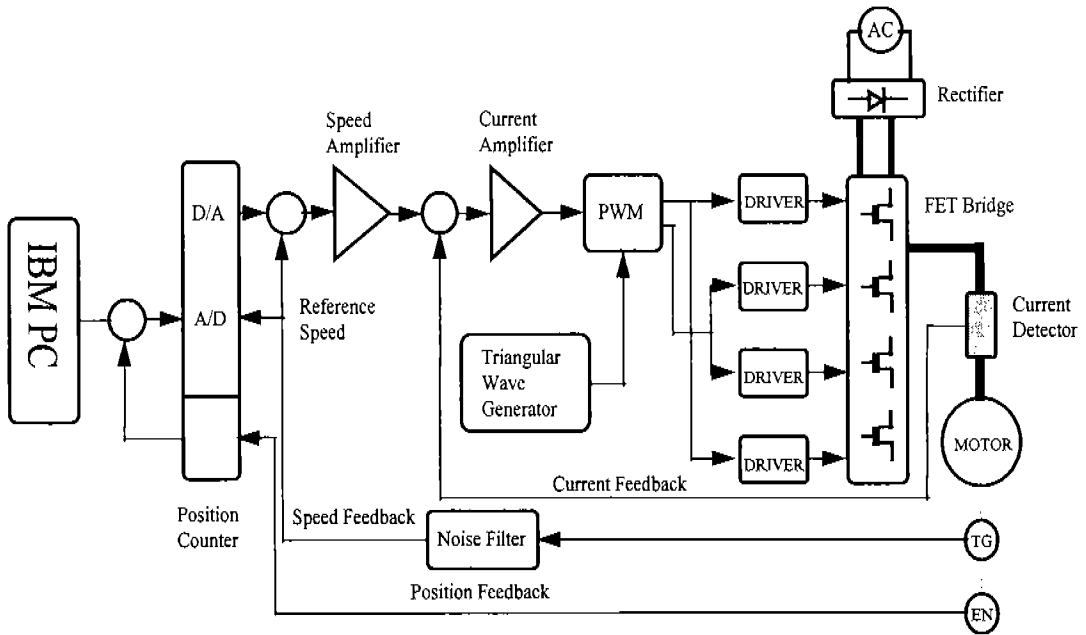 AC
Rectifier
Speed
Amplifier
Current
Amplifier
D/A
PWM
DRIVER
FET Bridge
IBM PC
A/D
Reference
Speed
DRIVER
Current
Detector
Triangular
Wave
Generator
DRIVER
DRIVER
MOTOR
Current Feedback
Position
Counter
Speed Feedback
Noise Filter
TG
Position Feedback
EN